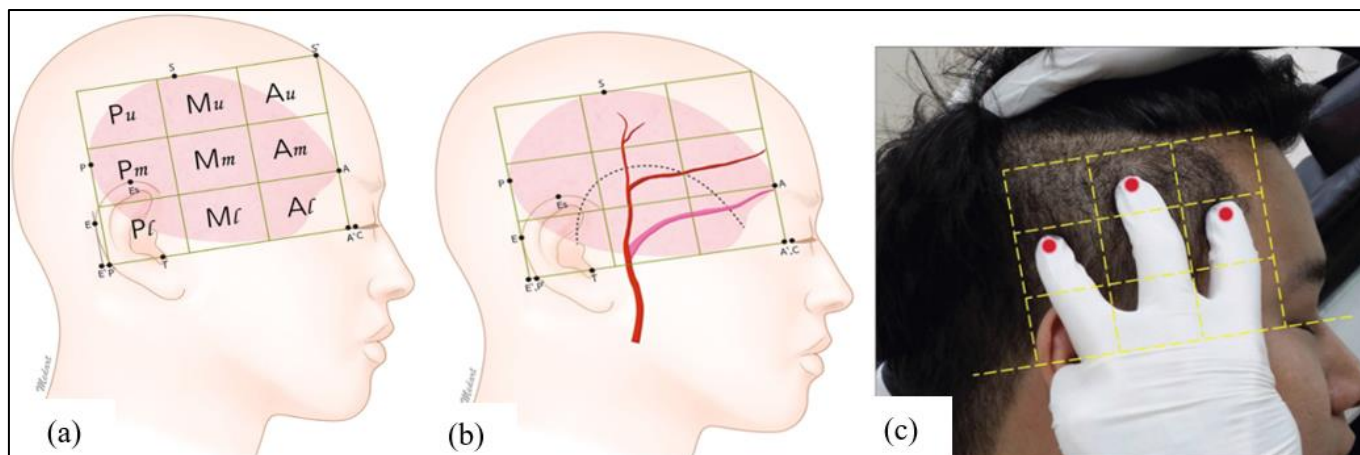 S'
S
Pu Mu Au
P
Pm Mm Am
Es
A
E
Pl Ml Al
A' C
E' P'
T
Medart
(a)
S
P
A
Es
E
A', C
E', P'
T
Medart
(b)
(c)